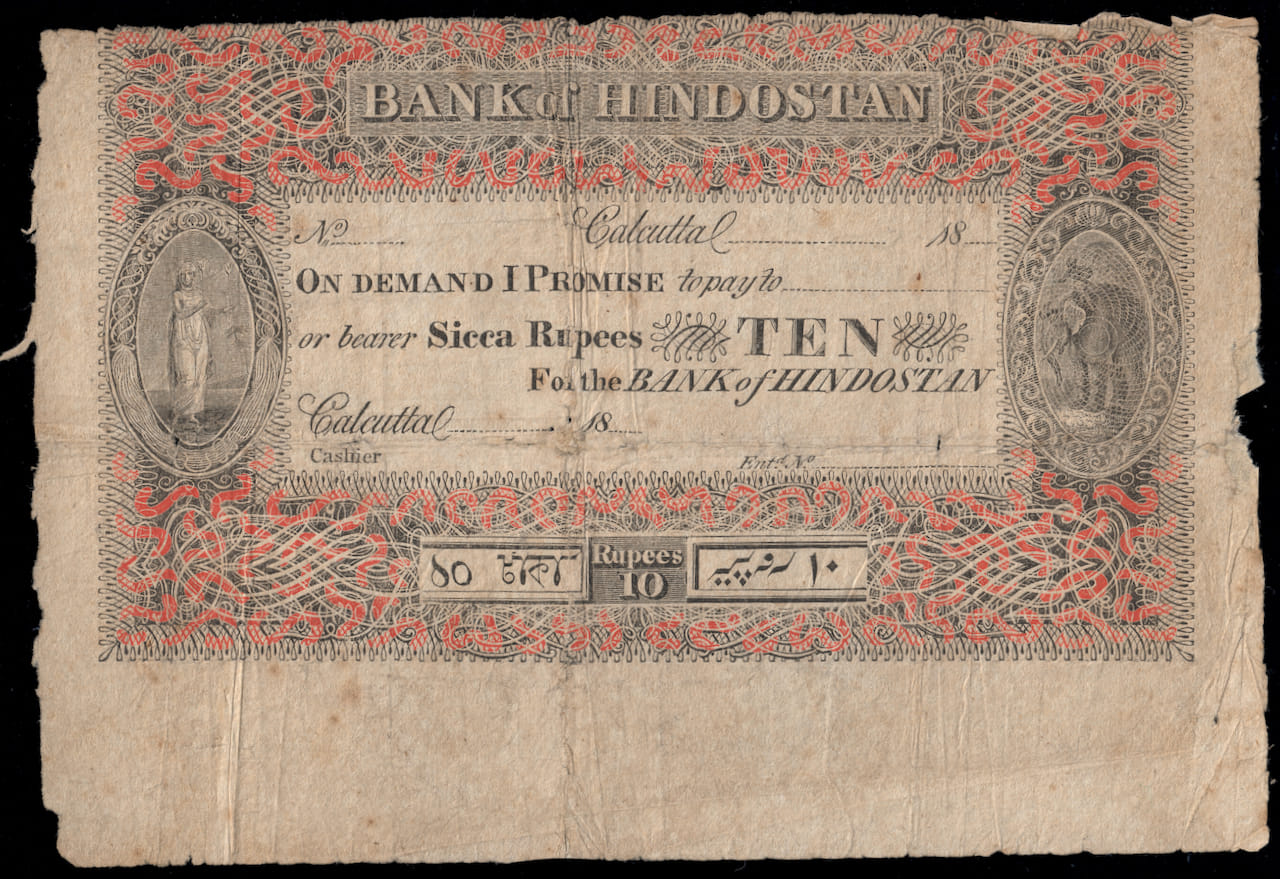 BANK of HINDOSTAN
No. Calcutta 18
ON DEMAND I PROMISE to pay to
or bearer Sicca Rupees TEN
For the BANK of HINDOSTAN
Calcutta 18
Cashier Entd. No.
১০ টাকা Rupees ۱۰ روپیه
10